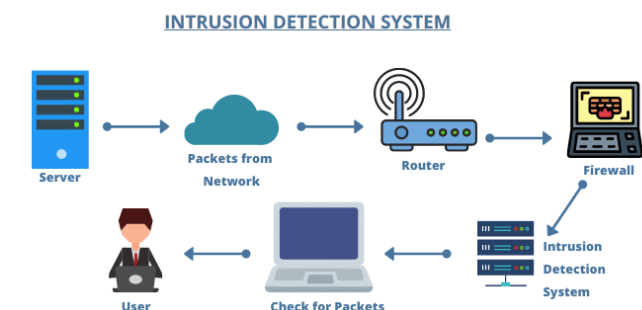 INTRUSION DETECTION SYSTEM
Server
Packets from
Network
Router
Firewall
Intrusion
Detection
System
Check for Packets
User